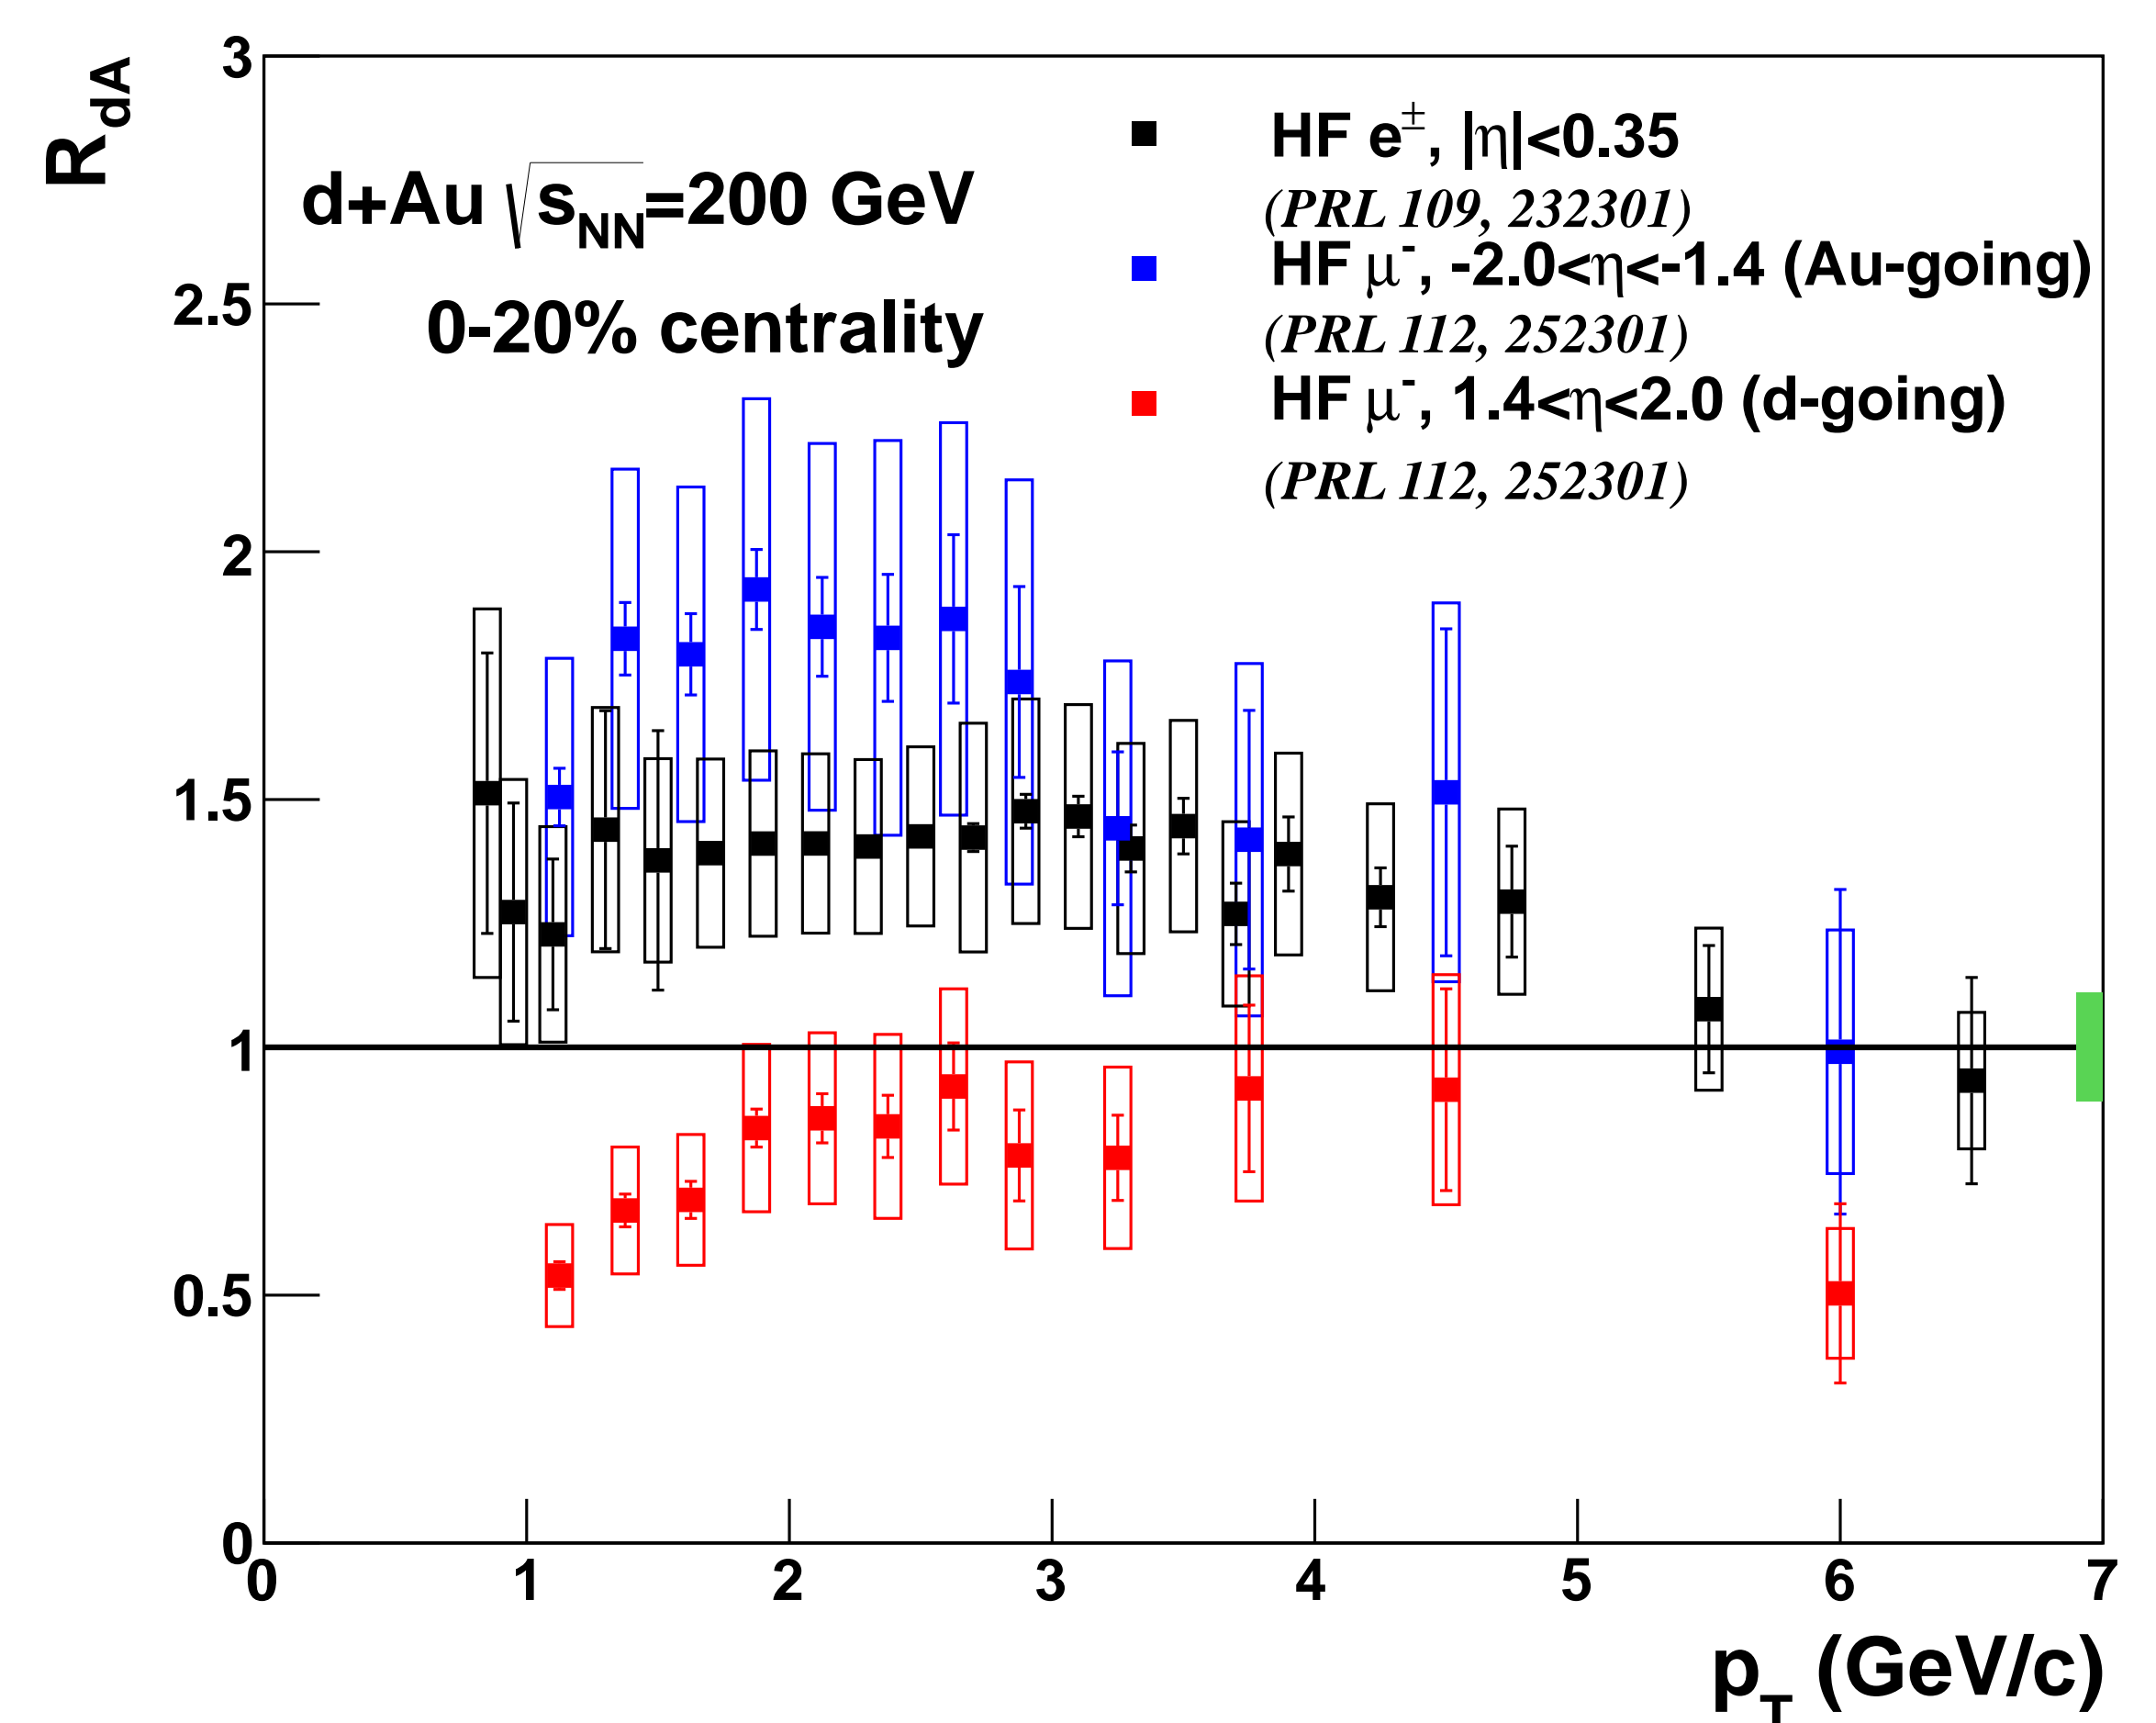 R_dA
3
2.5
2
1.5
1
0.5
0
d+Au √s_NN=200 GeV
0-20% centrality
HF e±, |η|<0.35
(PRL 109, 232301)
HF μ-, -2.0<η<-1.4 (Au-going)
(PRL 112, 252301)
HF μ-, 1.4<η<2.0 (d-going)
(PRL 112, 252301)
0 1 2 3 4 5 6 7
p_T (GeV/c)